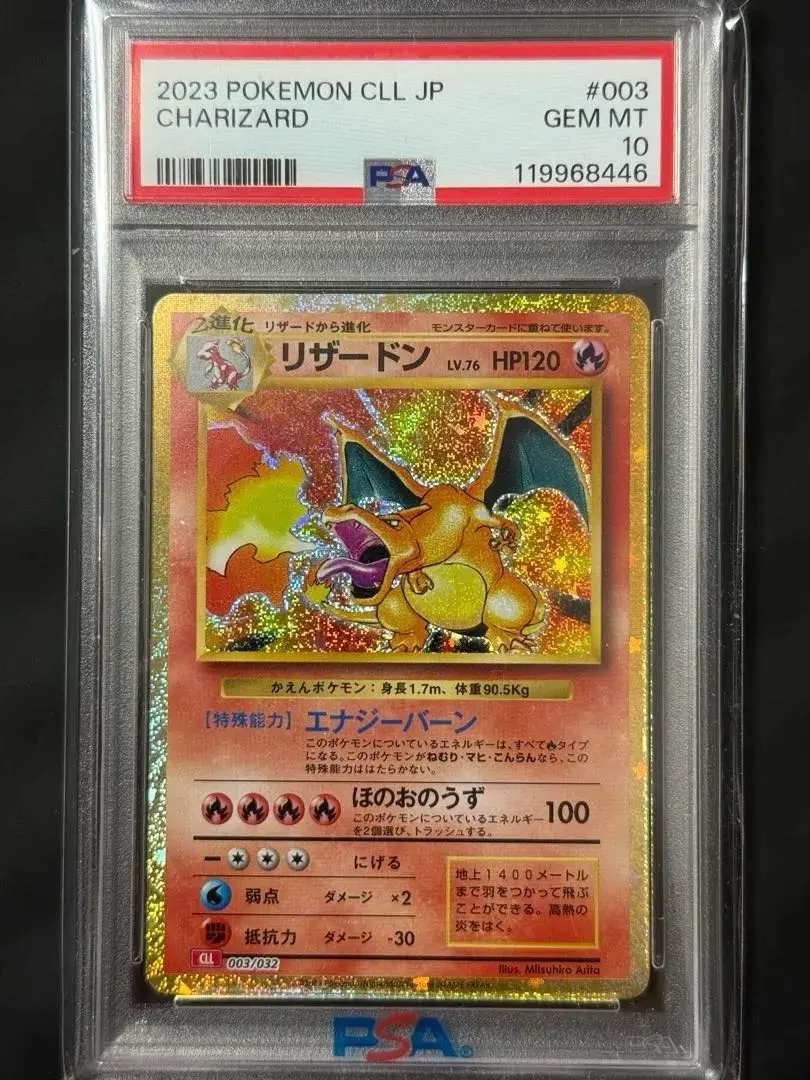 2023 POKEMON CLL JP #003
CHARIZARD GEM MT
10
PSA 119968446
2進化 リザードから進化 モンスターカードに重ねて使います。
リザードン LV.76 HP120
かえんポケモン：身長1.7m、体重90.5Kg
【特殊能力】エナジーバーン
このポケモンについているエネルギーは、すべてタイプ
になる。このポケモンがねむり・マヒ・こんらんなら、この
特殊能力ははたらかない。
ほのおのうず 100
このポケモンについているエネルギー
を2個選び、トラッシュする。
ー にげる
弱点 ダメージ ×2
抵抗力 ダメージ -30
地上１４００メートル
まで羽をつかって飛ぶ
ことができる。高熱の
炎をはく。
CLL 003/032
Illus. Mitsuhiro Arita
GAME FREAK
PSA®
PSA